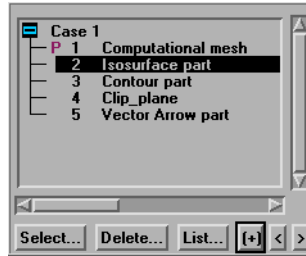 Case 1
P 1 Computational mesh
2 Isosurface part
3 Contour part
4 Clip_plane
5 Vector Arrow part
Select... Delete... List... (+) < >